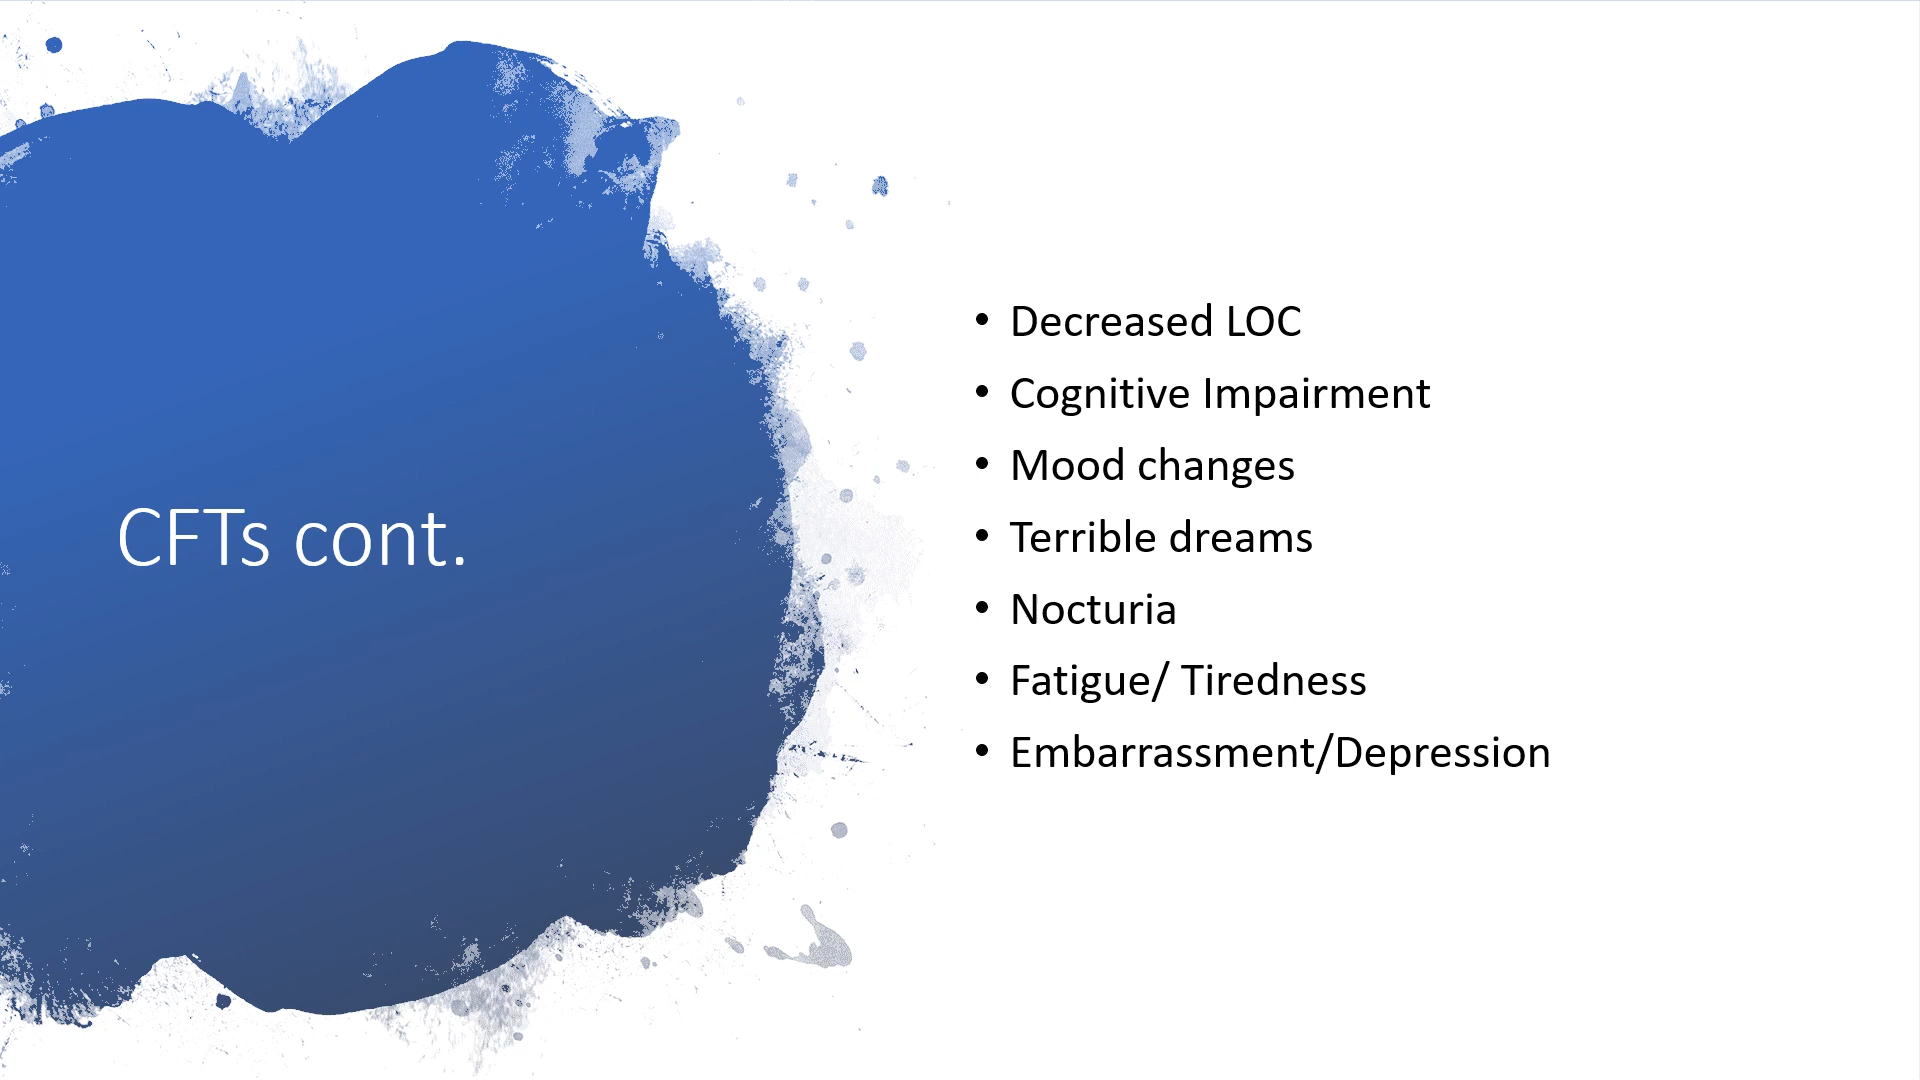 CFTs cont.
• Decreased LOC
• Cognitive Impairment
• Mood changes
• Terrible dreams
• Nocturia
• Fatigue/ Tiredness
• Embarrassment/Depression